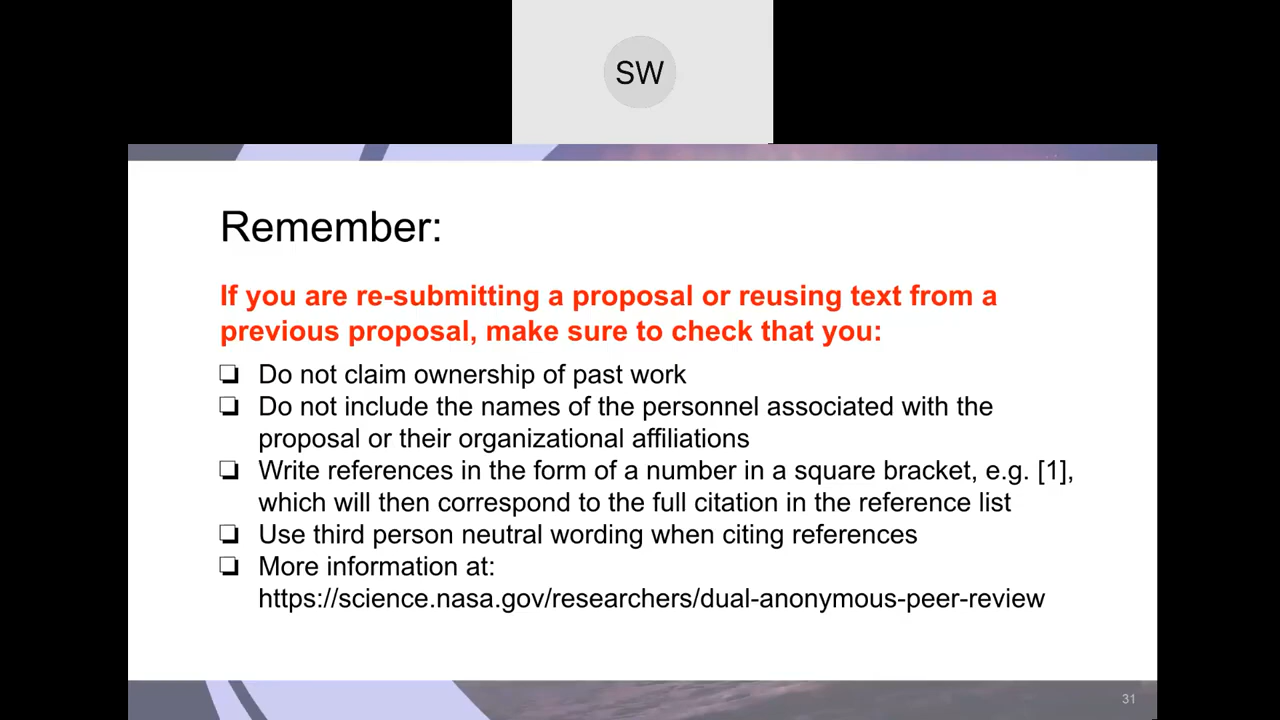 SW
Remember:
If you are re-submitting a proposal or reusing text from a
previous proposal, make sure to check that you:
❏ Do not claim ownership of past work
❏ Do not include the names of the personnel associated with the
proposal or their organizational affiliations
❏ Write references in the form of a number in a square bracket, e.g. [1],
which will then correspond to the full citation in the reference list
❏ Use third person neutral wording when citing references
❏ More information at:
https://science.nasa.gov/researchers/dual-anonymous-peer-review
31